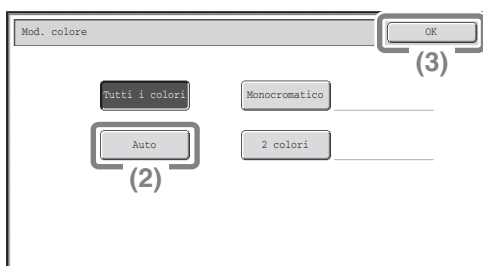 Mod. colore
OK
(3)
Tutti i colori
Monocromatico
Auto
2 colori
(2)